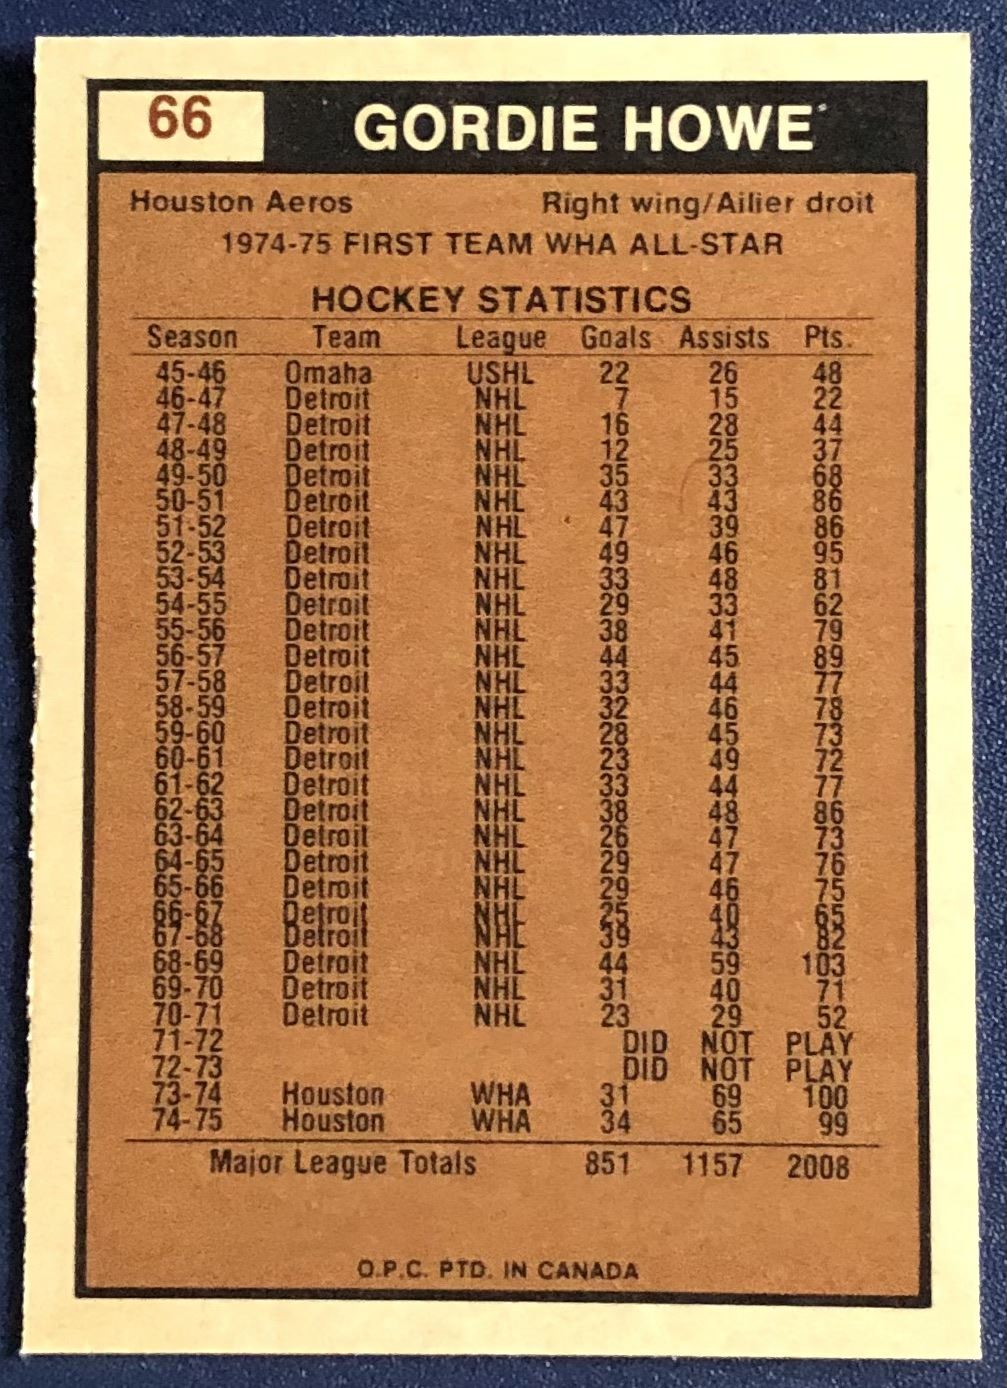 66 GORDIE HOWE
Houston Aeros Right wing/Ailier droit
1974-75 FIRST TEAM WHA ALL-STAR
HOCKEY STATISTICS
Season Team League Goals Assists Pts.
45-46 Omaha USHL 22 26 48
46-47 Detroit NHL 7 15 22
47-48 Detroit NHL 16 28 44
48-49 Detroit NHL 12 25 37
49-50 Detroit NHL 35 33 68
50-51 Detroit NHL 43 43 86
51-52 Detroit NHL 47 39 86
52-53 Detroit NHL 49 46 95
53-54 Detroit NHL 33 48 81
54-55 Detroit NHL 29 33 62
55-56 Detroit NHL 38 41 79
56-57 Detroit NHL 44 45 89
57-58 Detroit NHL 33 44 77
58-59 Detroit NHL 32 46 78
59-60 Detroit NHL 28 45 73
60-61 Detroit NHL 23 49 72
61-62 Detroit NHL 33 44 77
62-63 Detroit NHL 38 48 86
63-64 Detroit NHL 26 47 73
64-65 Detroit NHL 29 47 76
65-66 Detroit NHL 29 46 75
66-67 Detroit NHL 25 40 65
67-68 Detroit NHL 39 43 82
68-69 Detroit NHL 44 59 103
69-70 Detroit NHL 31 40 71
70-71 Detroit NHL 23 29 52
71-72 DID NOT PLAY
72-73 DID NOT PLAY
73-74 Houston WHA 31 69 100
74-75 Houston WHA 34 65 99
Major League Totals 851 1157 2008
O.P.C. PTD. IN CANADA